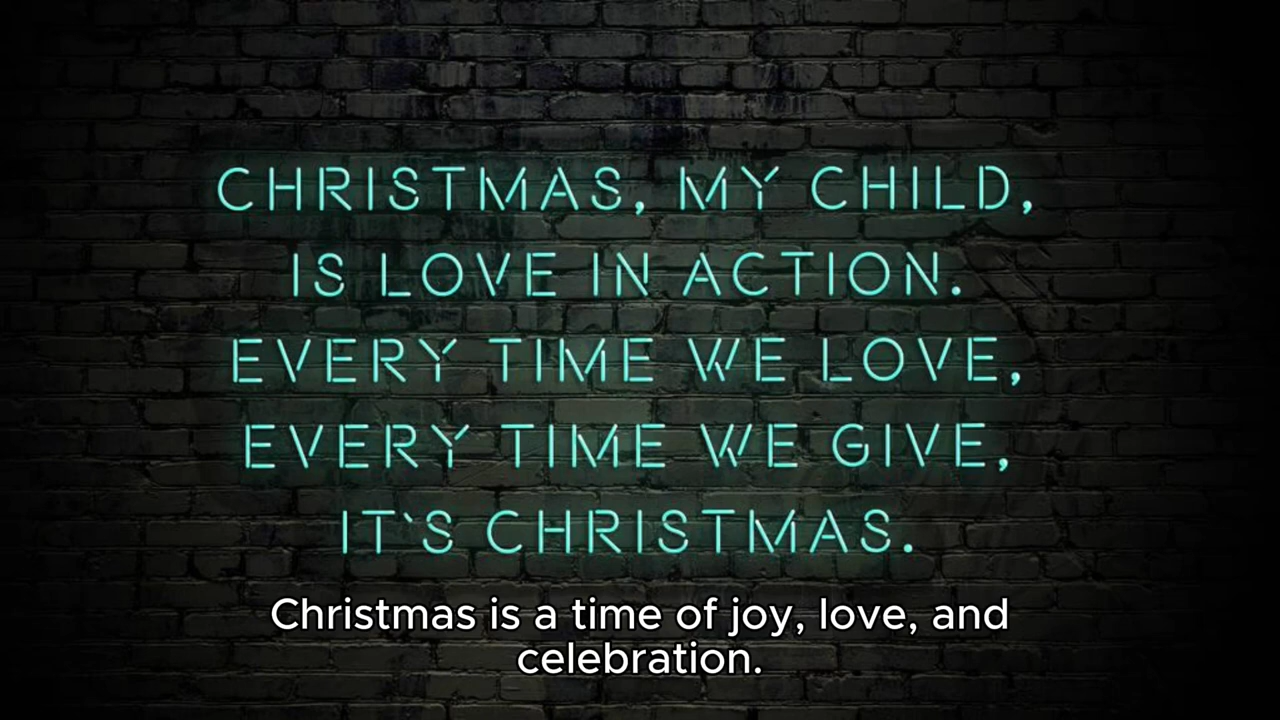 CHRISTMAS, MY CHILD,
IS LOVE IN ACTION.
EVERY TIME WE LOVE,
EVERY TIME WE GIVE,
IT`S CHRISTMAS.
Christmas is a time of joy, love, and
celebration.